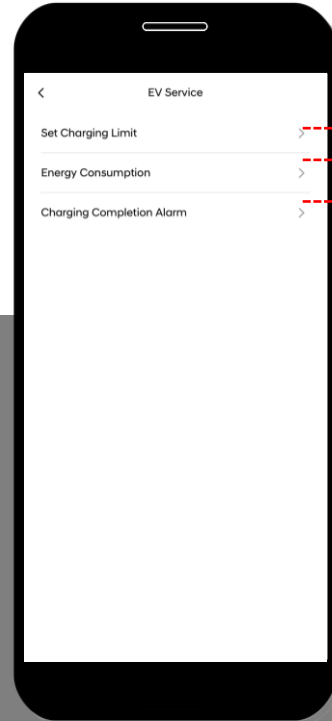 EV Service
Set Charging Limit
Energy Consumption
Charging Completion Alarm